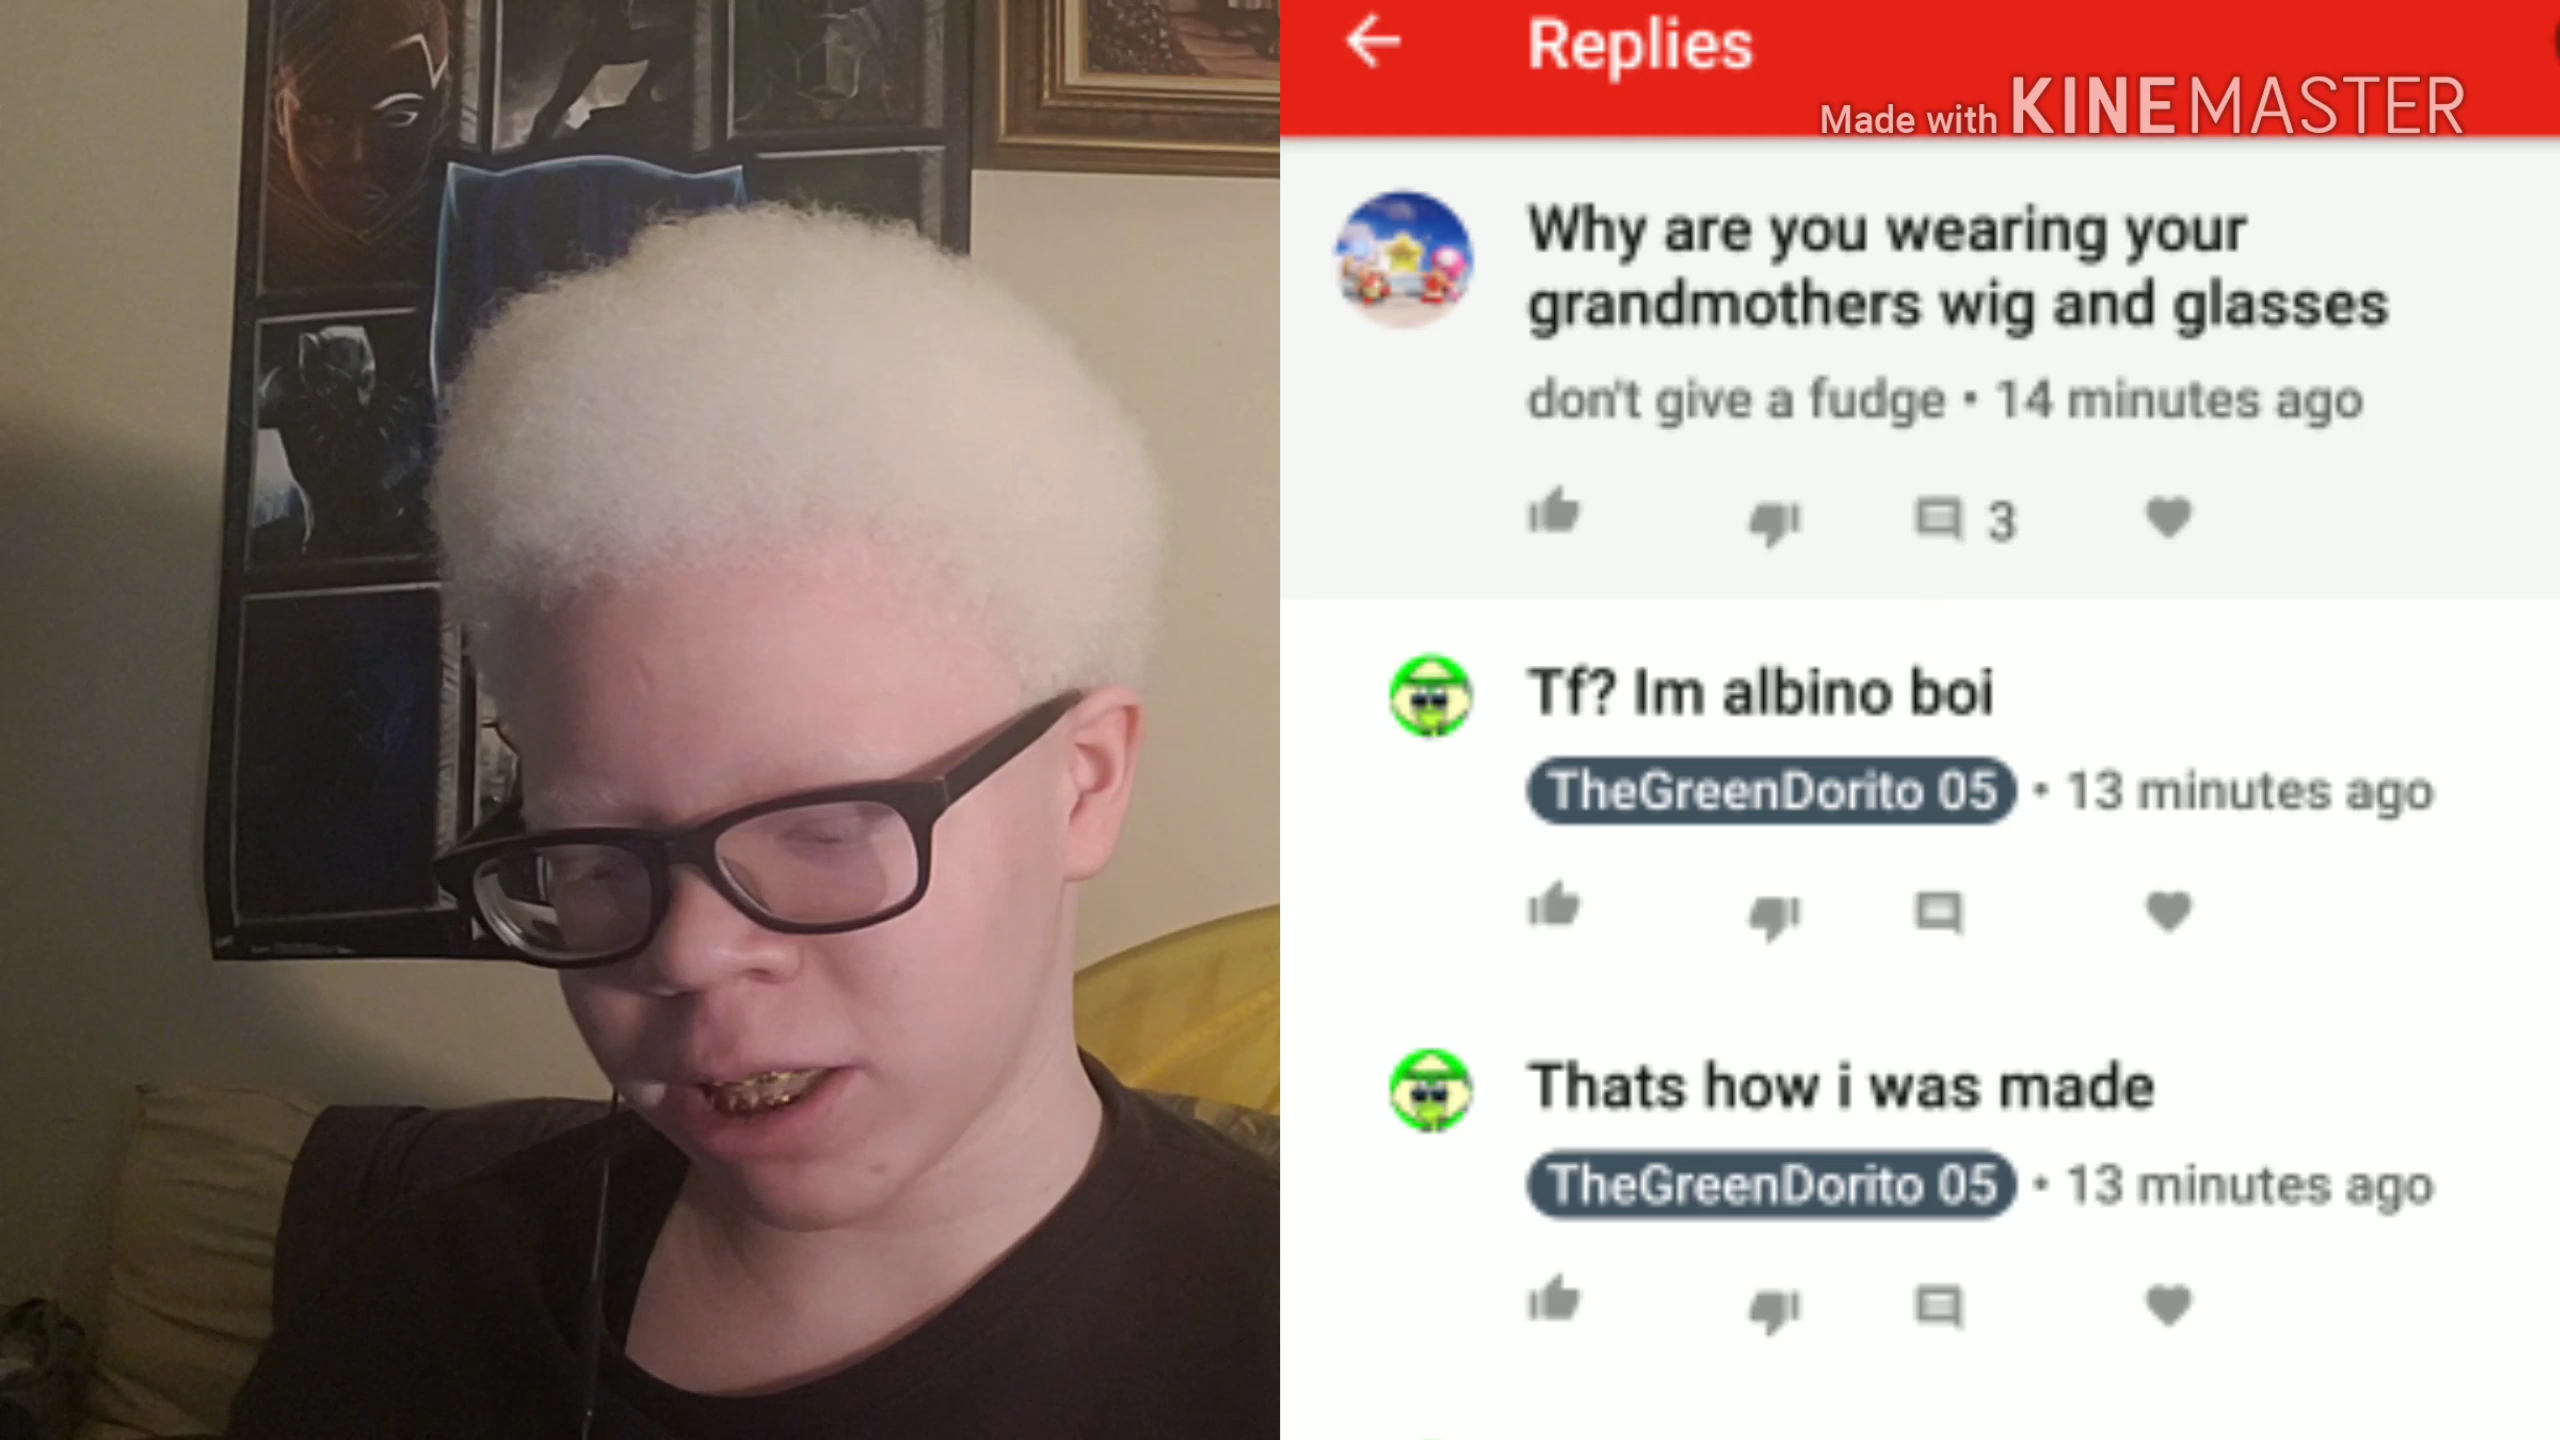 Replies
Made with KINEMASTER
Why are you wearing your
grandmothers wig and glasses
don't give a fudge • 14 minutes ago
3
Tf? Im albino boi
TheGreenDorito 05 • 13 minutes ago
Thats how i was made
TheGreenDorito 05 • 13 minutes ago